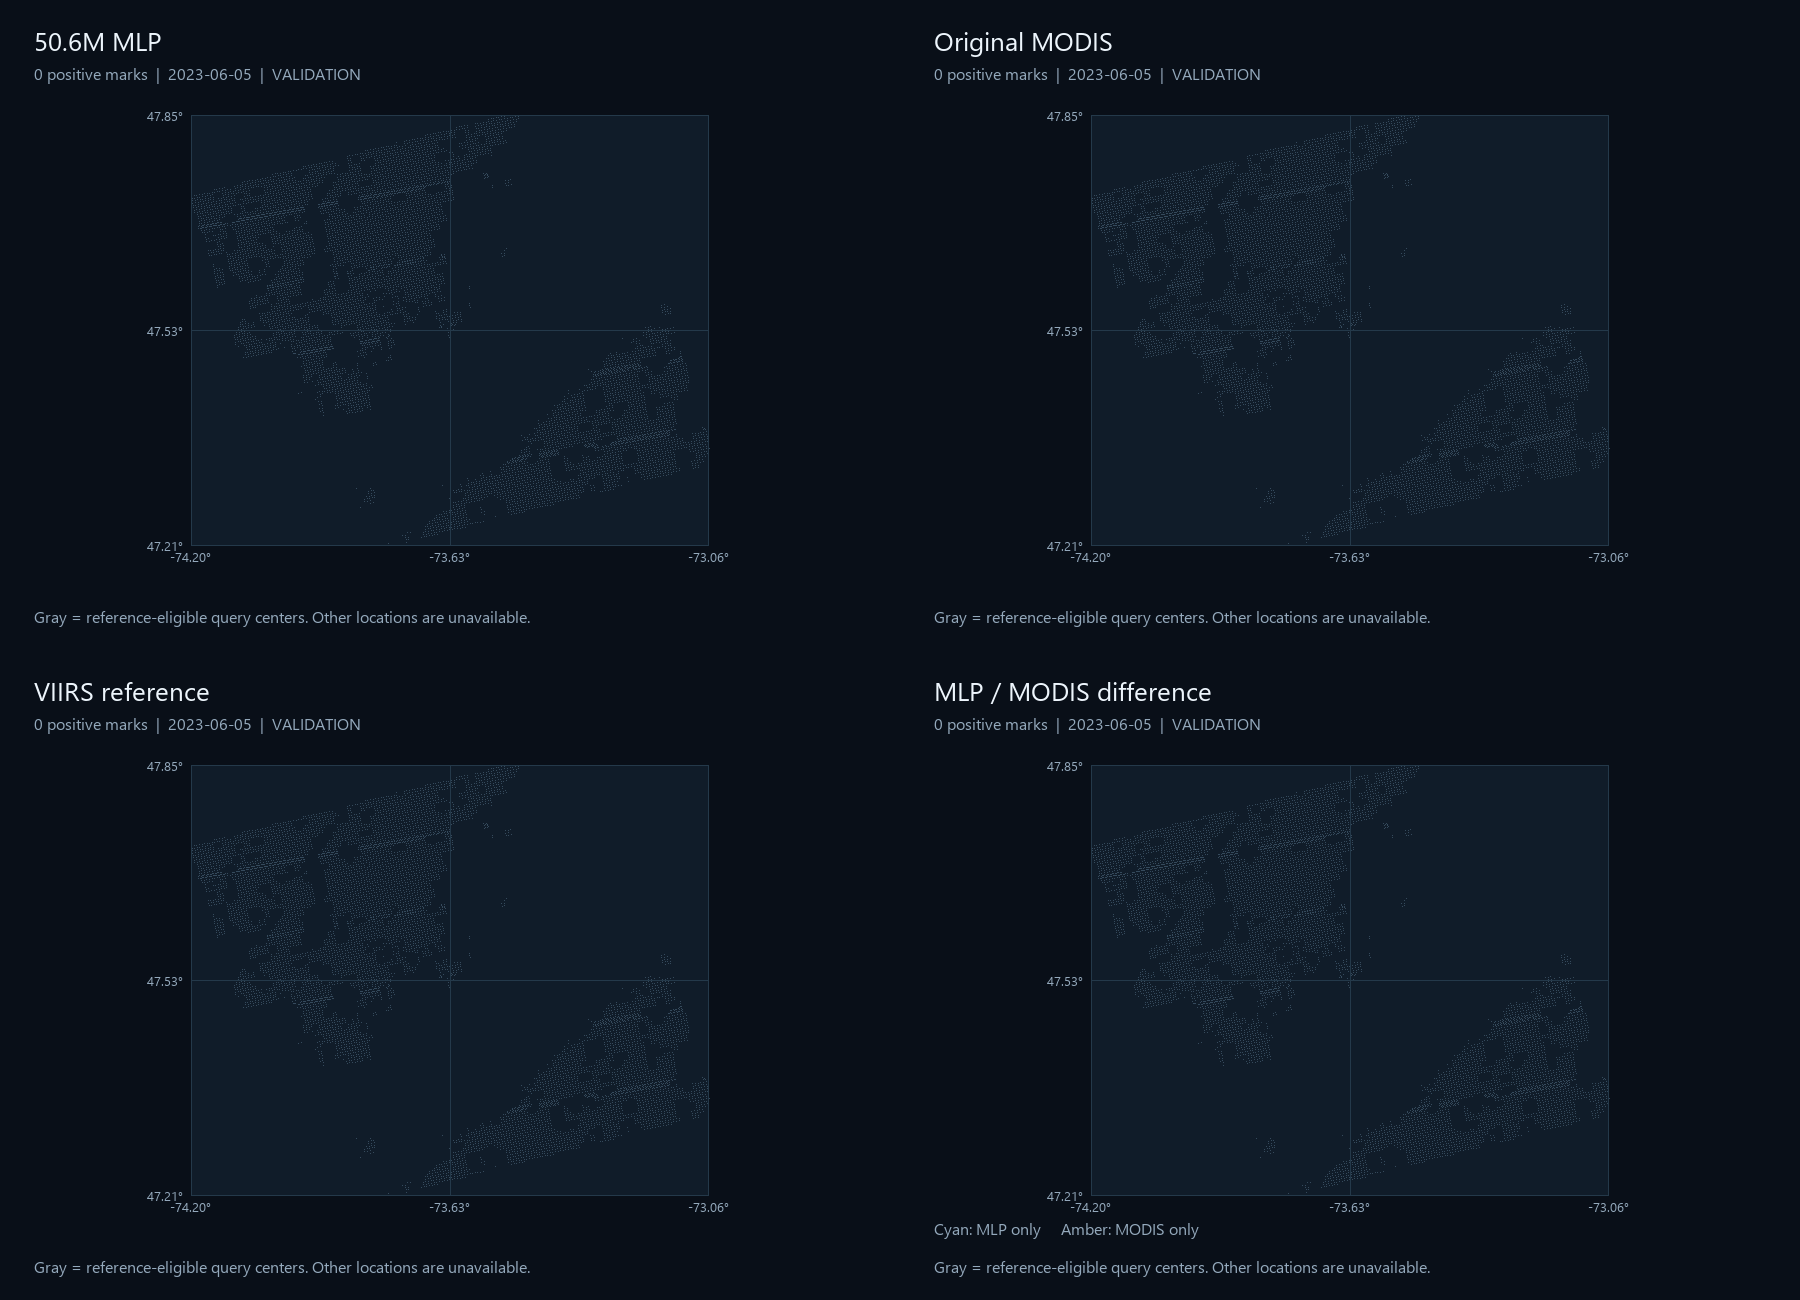 50.6M MLP
0 positive marks | 2023-06-05 | VALIDATION
47.85°
47.53°
47.21°
-74.20°
-73.63°
-73.06°
Gray = reference-eligible query centers. Other locations are unavailable.
Original MODIS
0 positive marks | 2023-06-05 | VALIDATION
47.85°
47.53°
47.21°
-74.20°
-73.63°
-73.06°
Gray = reference-eligible query centers. Other locations are unavailable.
VIIRS reference
0 positive marks | 2023-06-05 | VALIDATION
47.85°
47.53°
47.21°
-74.20°
-73.63°
-73.06°
Gray = reference-eligible query centers. Other locations are unavailable.
MLP / MODIS difference
0 positive marks | 2023-06-05 | VALIDATION
47.85°
47.53°
47.21°
-74.20°
-73.63°
-73.06°
Cyan: MLP only Amber: MODIS only
Gray = reference-eligible query centers. Other locations are unavailable.